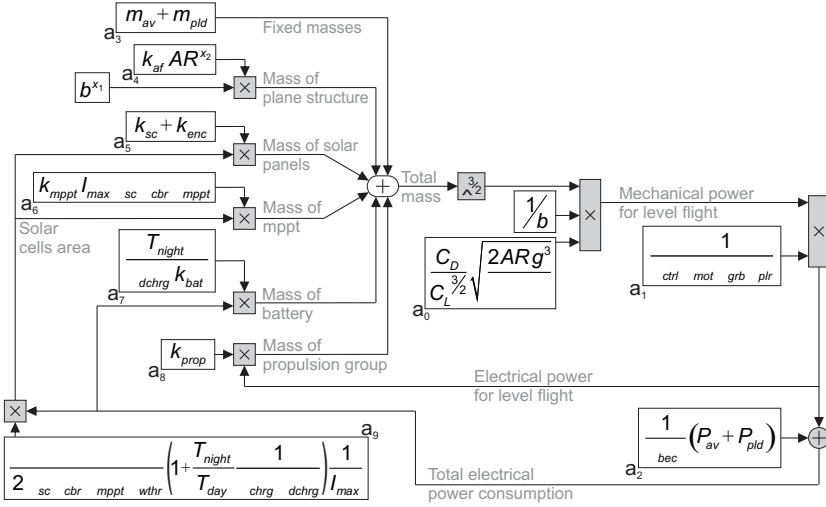 m_av + m_pld
a_3
Fixed masses
k_af AR^x_2
a_4
b^x_1
×
Mass of
plane structure
k_sc + k_enc
a_5
×
Mass of solar
panels
k_mppt I_max sc cbr mppt
a_6
×
Mass of
mppt
Solar
cells area
T_night
dchrg k_bat
a_7
×
Mass of
battery
k_prop
a_8
×
Mass of
propulsion group
+
Total
mass
^3/2
1/b
C_D
C_L^3/2
√ 2ARg^3
a_0
×
Mechanical power
for level flight
1
ctrl mot grb plr
a_1
×
Electrical power
for level flight
1
bec
(P_av + P_pld)
a_2
+
Total electrical
power consumption
×
a_9
2 sc cbr mppt wthr (1+ T_night/T_day 1/chrg dchrg) 1/I_max